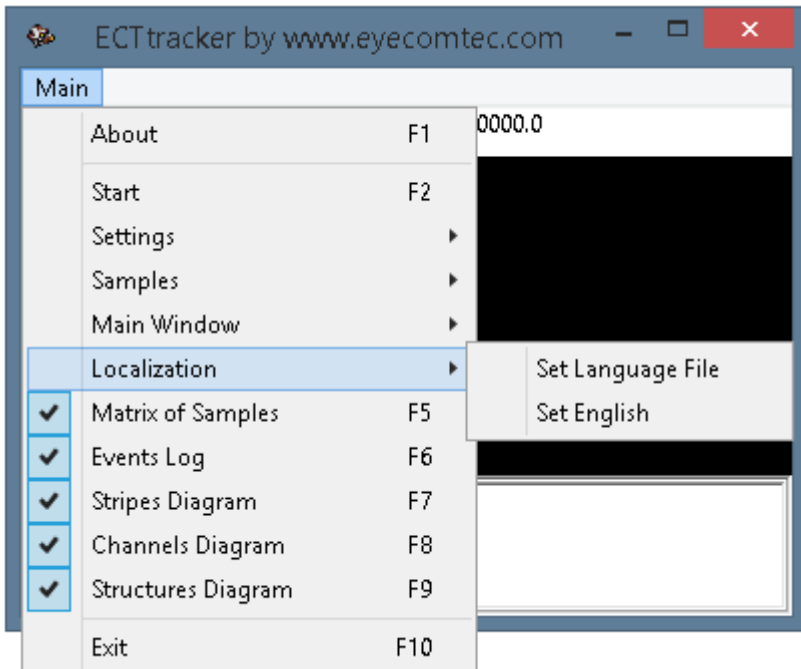 ECTtracker by www.eyecomtec.com
Main
About F1
0000.0
Start F2
Settings
Samples
Main Window
Localization
Set Language File
Matrix of Samples F5
Set English
Events Log F6
Stripes Diagram F7
Channels Diagram F8
Structures Diagram F9
Exit F10